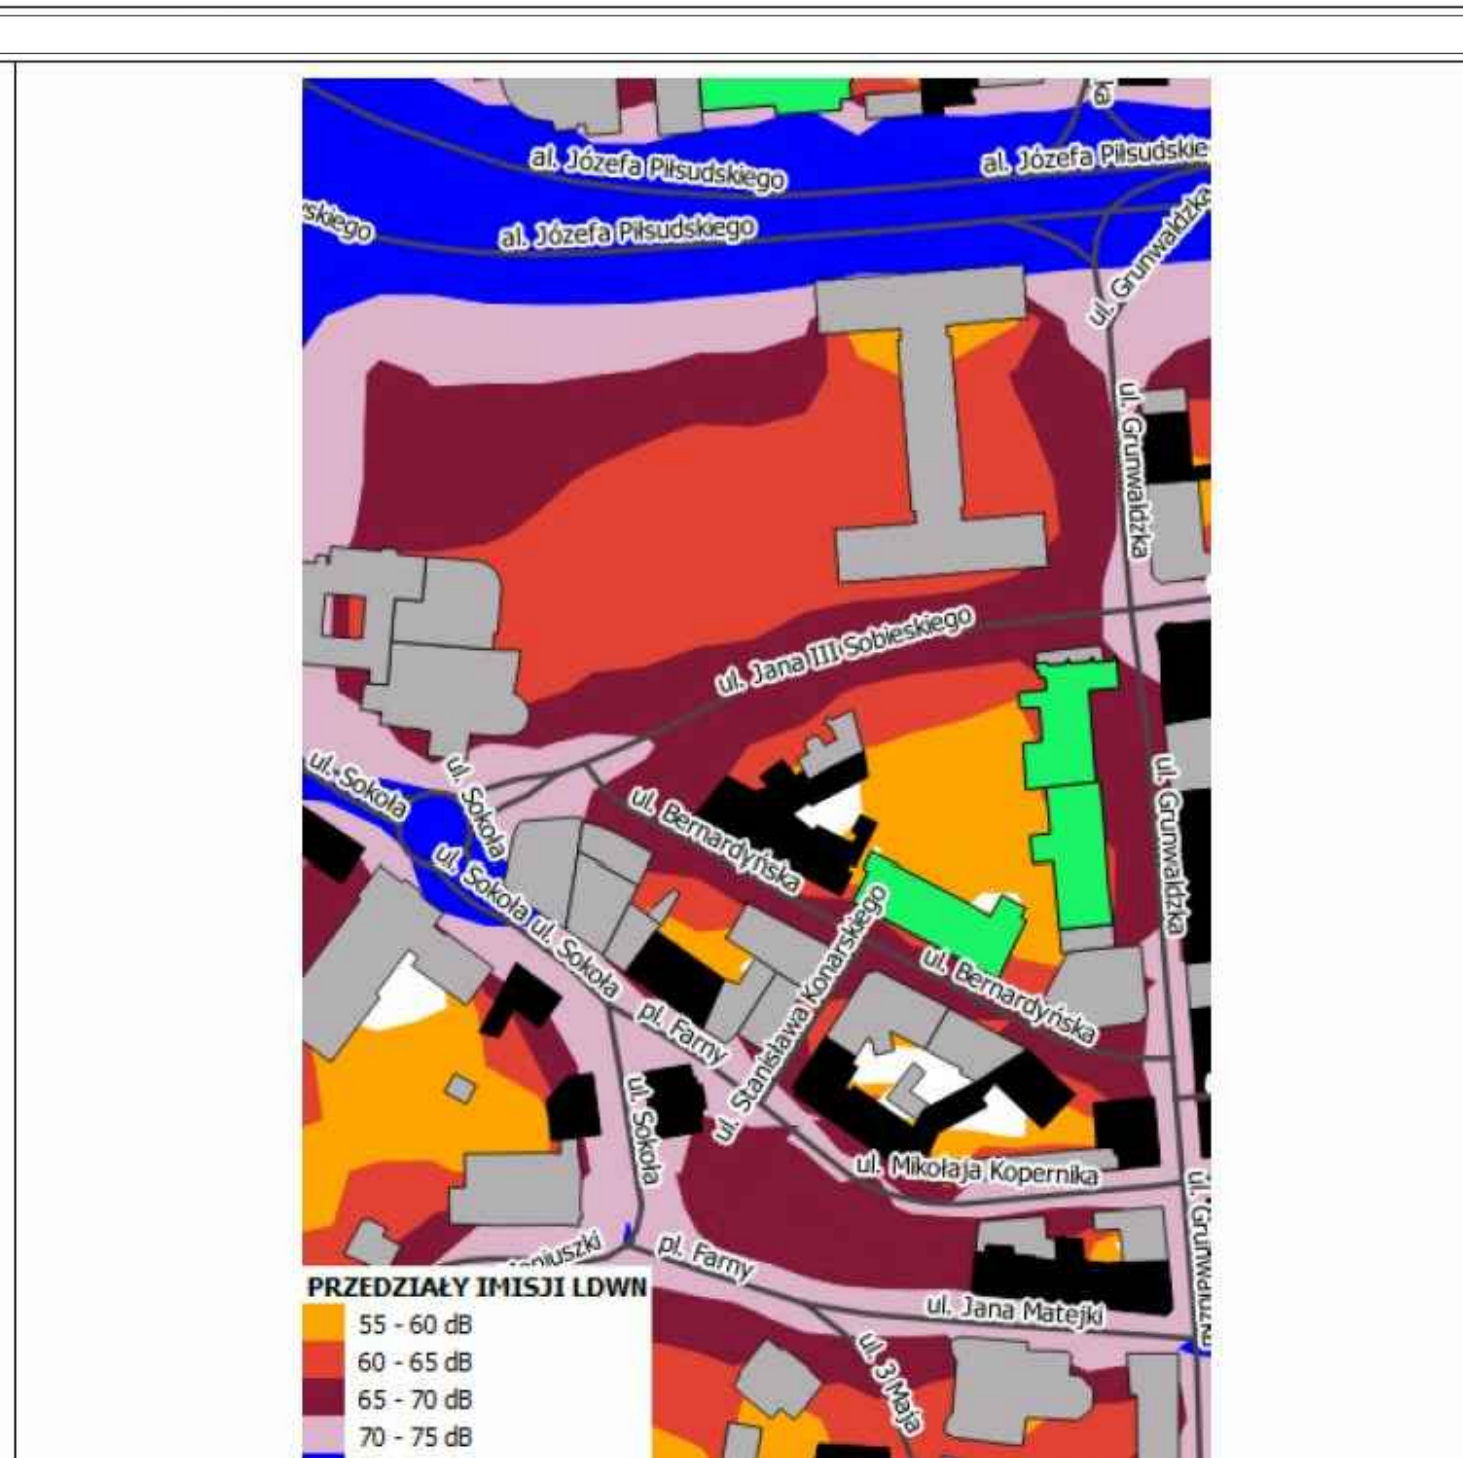 al. Józefa Piłsudskiego
al. Józefa Piłsudskie
skiego
al. Józefa Piłsudskiego
ul. Grunwaldzka
ul. Grunwaldzka
ul. Jana III Sobieskiego
ul. Sokoła
ul. Sokoła
ul. Bernardyńska
ul. Grunwaldzka
ul. Sokoła
ul. Sokoła
ul. Stanisława Konarskiego
ul. Bernardyńska
pl. Farny
ul. Sokoła
ul. Mikołaja Kopernika
ul. Grunwaldzka
pl. Farny
ul. Jana Matejki
ul. 3 Maja
PRZEDZIAŁY IMISJI LDWN
55 - 60 dB
60 - 65 dB
65 - 70 dB
70 - 75 dB